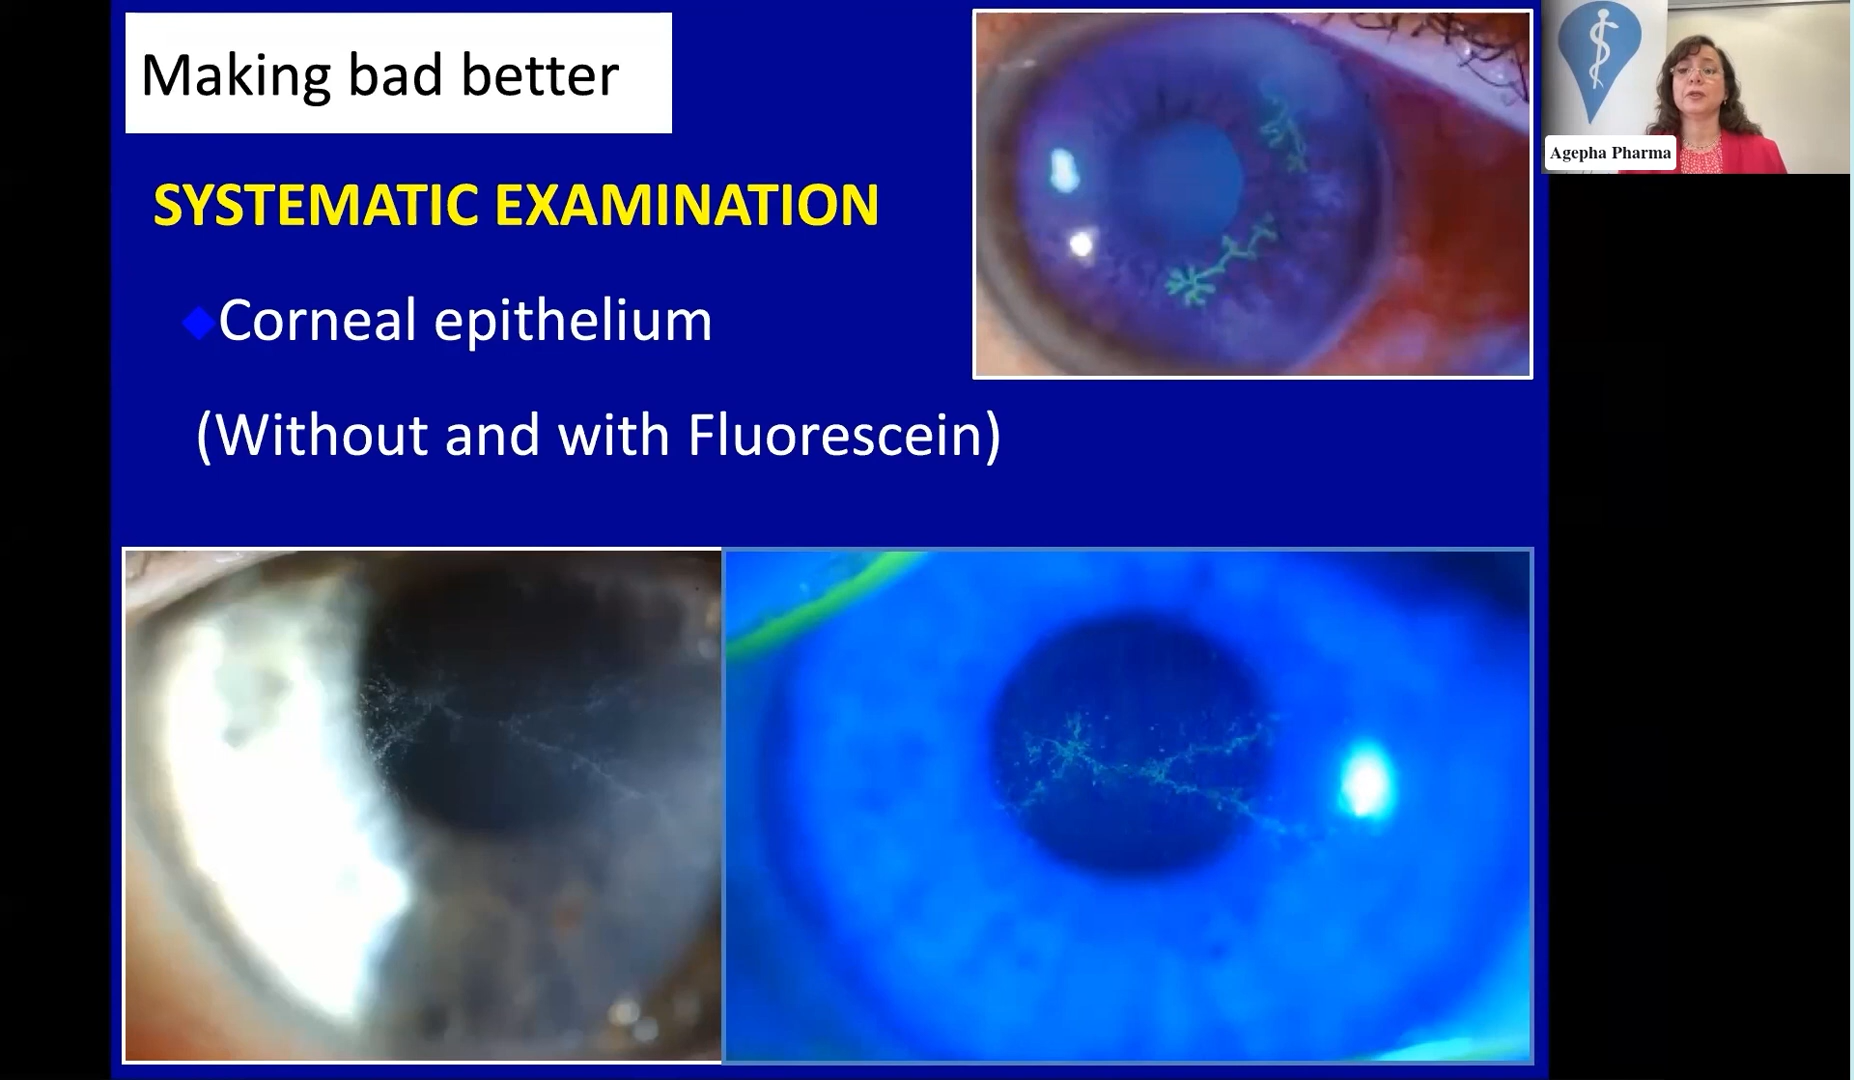 Making bad better
SYSTEMATIC EXAMINATION
Corneal epithelium
(Without and with Fluorescein)
Agepha Pharma